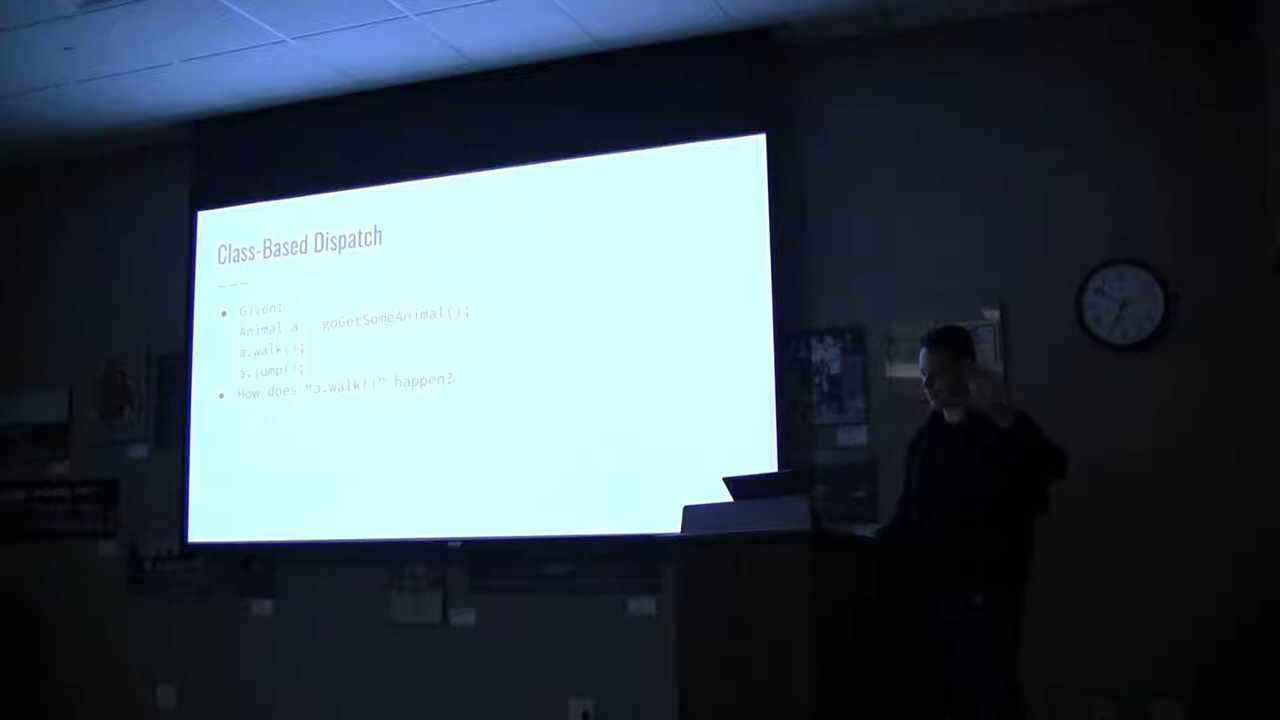 Class-Based Dispatch
● Given:
Animal a goGetSomeAnimal();
a.walk();
a.jump();
● How does "a.walk()" happen?